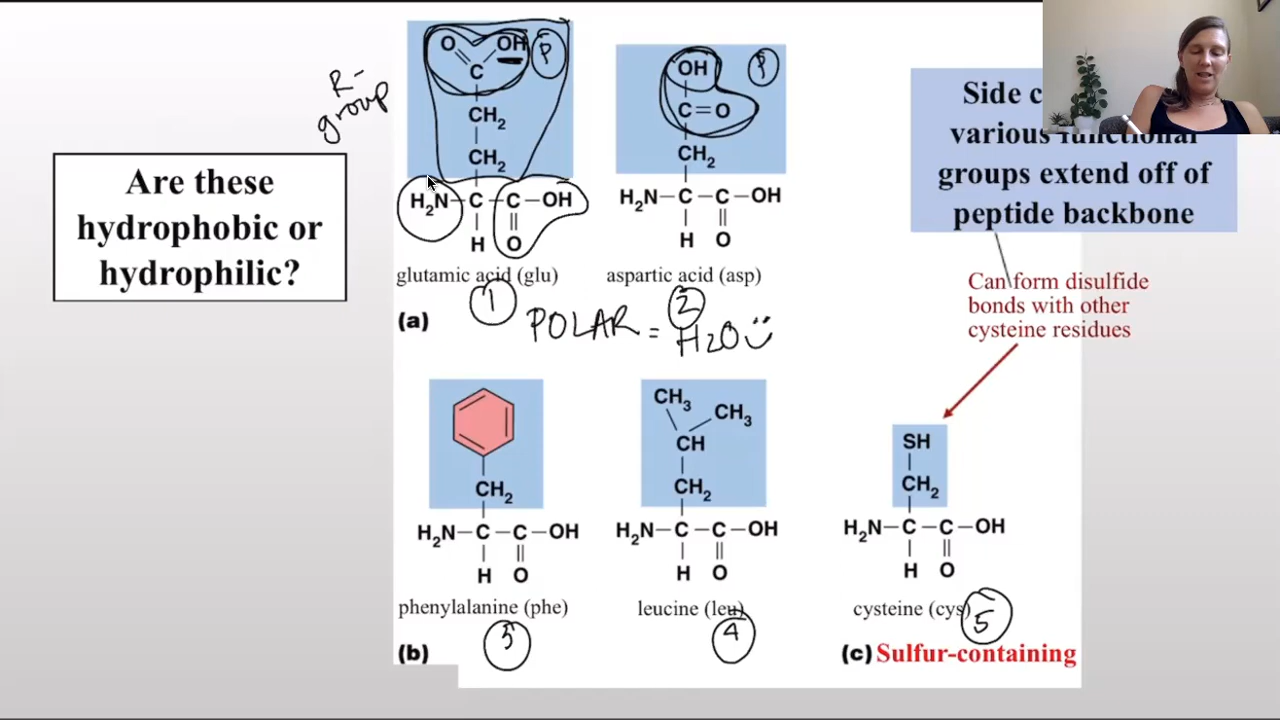 R-
group
Are these
hydrophobic or
hydrophilic?
O OH P
C
CH₂
CH₂
H₂N–C–C–OH
H O
glutamic acid (glu)
1
(a)
OH P
C=O
CH₂
H₂N–C–C–OH
H O
aspartic acid (asp)
2
POLAR = H₂O
Side c
various functional
groups extend off of
peptide backbone
Can form disulfide
bonds with other
cysteine residues
CH₂
H₂N–C–C–OH
H O
phenylalanine (phe)
3
(b)
CH₃
CH₃
CH
CH₂
H₂N–C–C–OH
H O
leucine (leu)
4
SH
CH₂
H₂N–C–C–OH
H O
cysteine (cys)
5
(c) Sulfur-containing